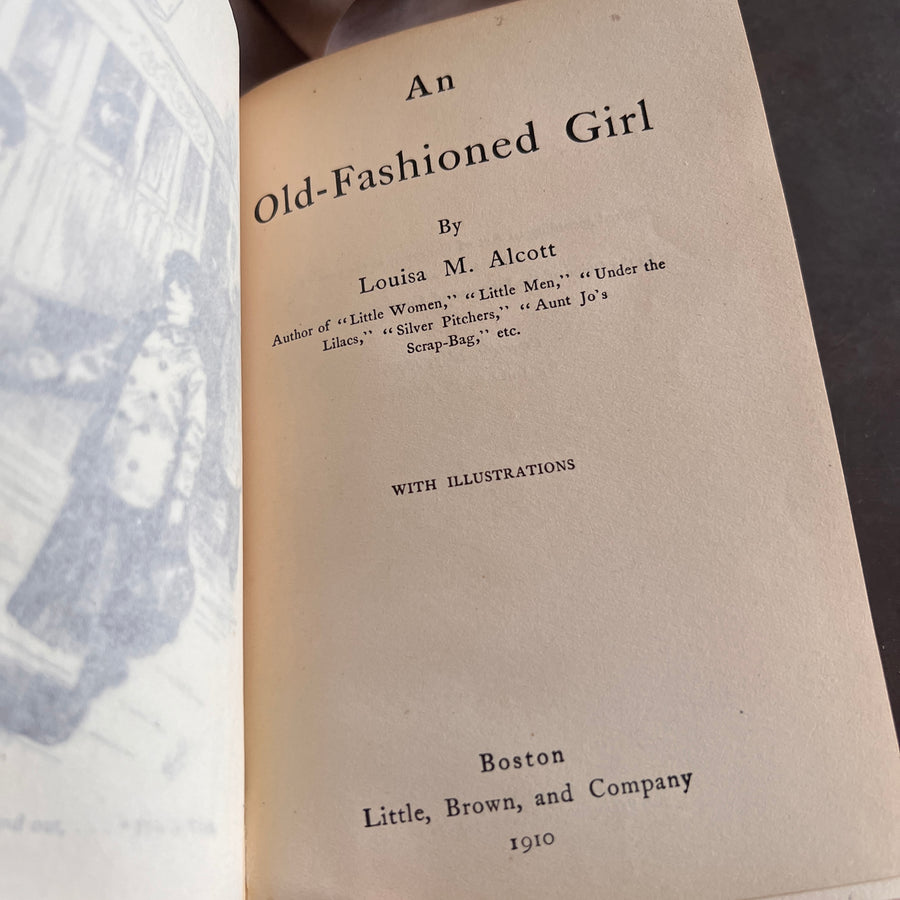 An
Old-Fashioned Girl
By
Louisa M. Alcott
Author of “Little Women,” “Little Men,” “Under the
Lilacs,” “Silver Pitchers,” “Aunt Jo’s
Scrap-Bag,” etc.
WITH ILLUSTRATIONS
Boston
Little, Brown, and Company
1910